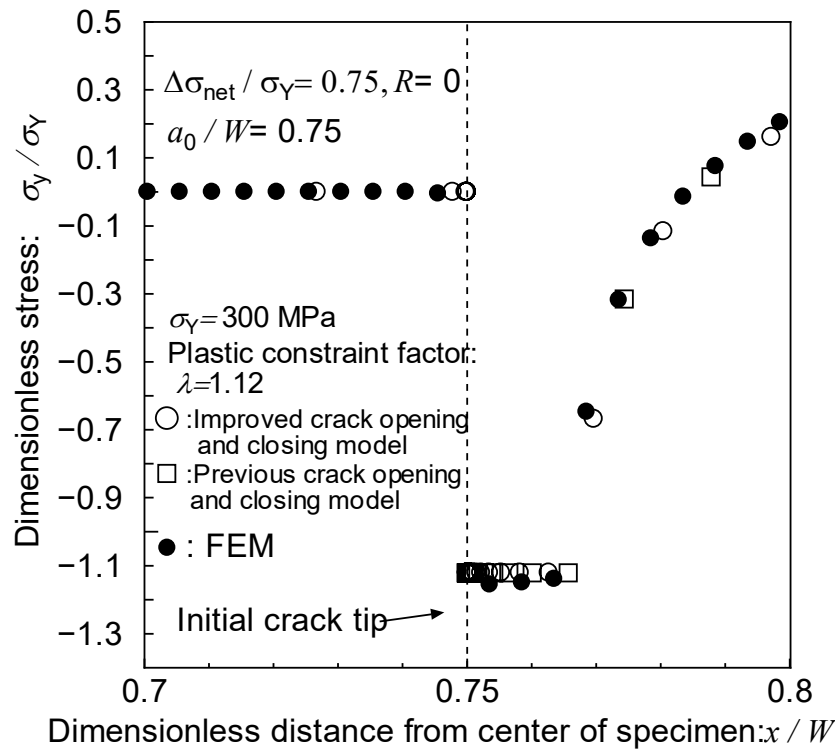 Δσnet / σY= 0.75, R= 0
a0 / W= 0.75
σY=300 MPa
Plastic constraint factor:
λ=1.12
:Improved crack opening
and closing model
:Previous crack opening
and closing model
: FEM
Initial crack tip
Dimensionless stress: σy / σY
0.5
0.3
0.1
−0.1
−0.3
−0.5
−0.7
−0.9
−1.1
−1.3
0.7
0.75
0.8
Dimensionless distance from center of specimen:x / W